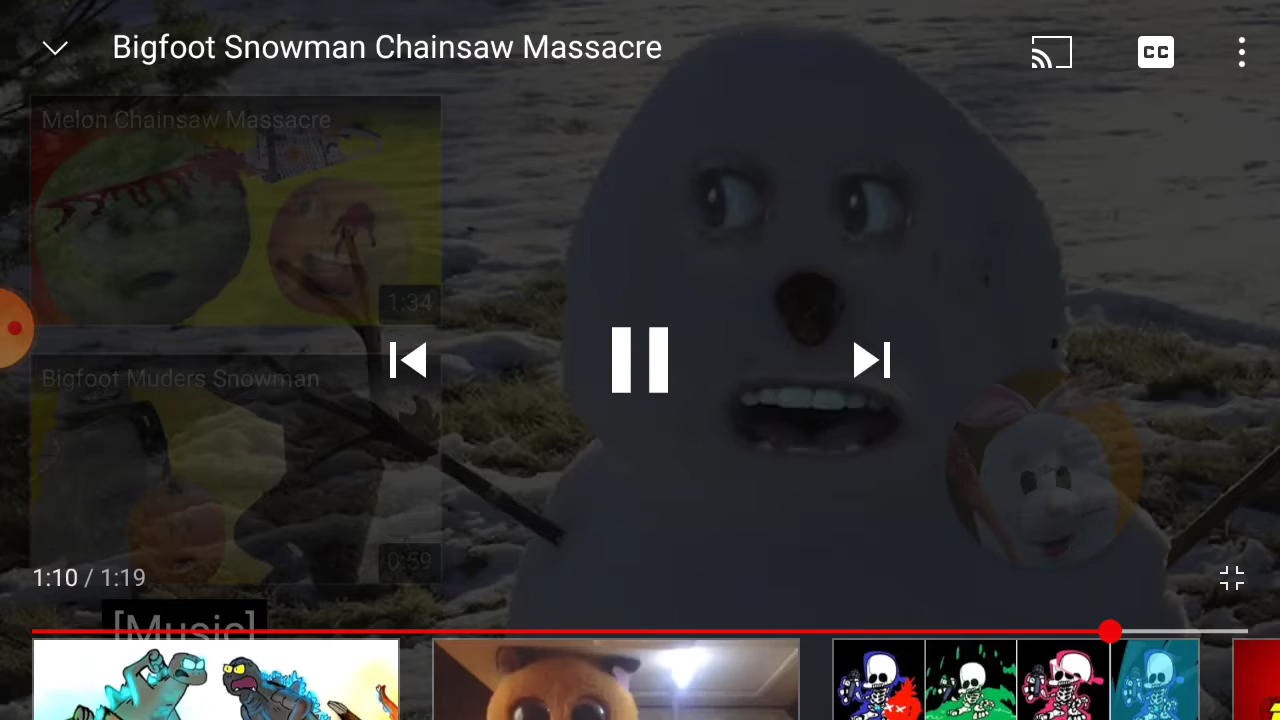 Bigfoot Snowman Chainsaw Massacre
CC
Melon Chainsaw Massacre
1:34
Bigfoot Muders Snowman
0:59
1:10 / 1:19
[Music]